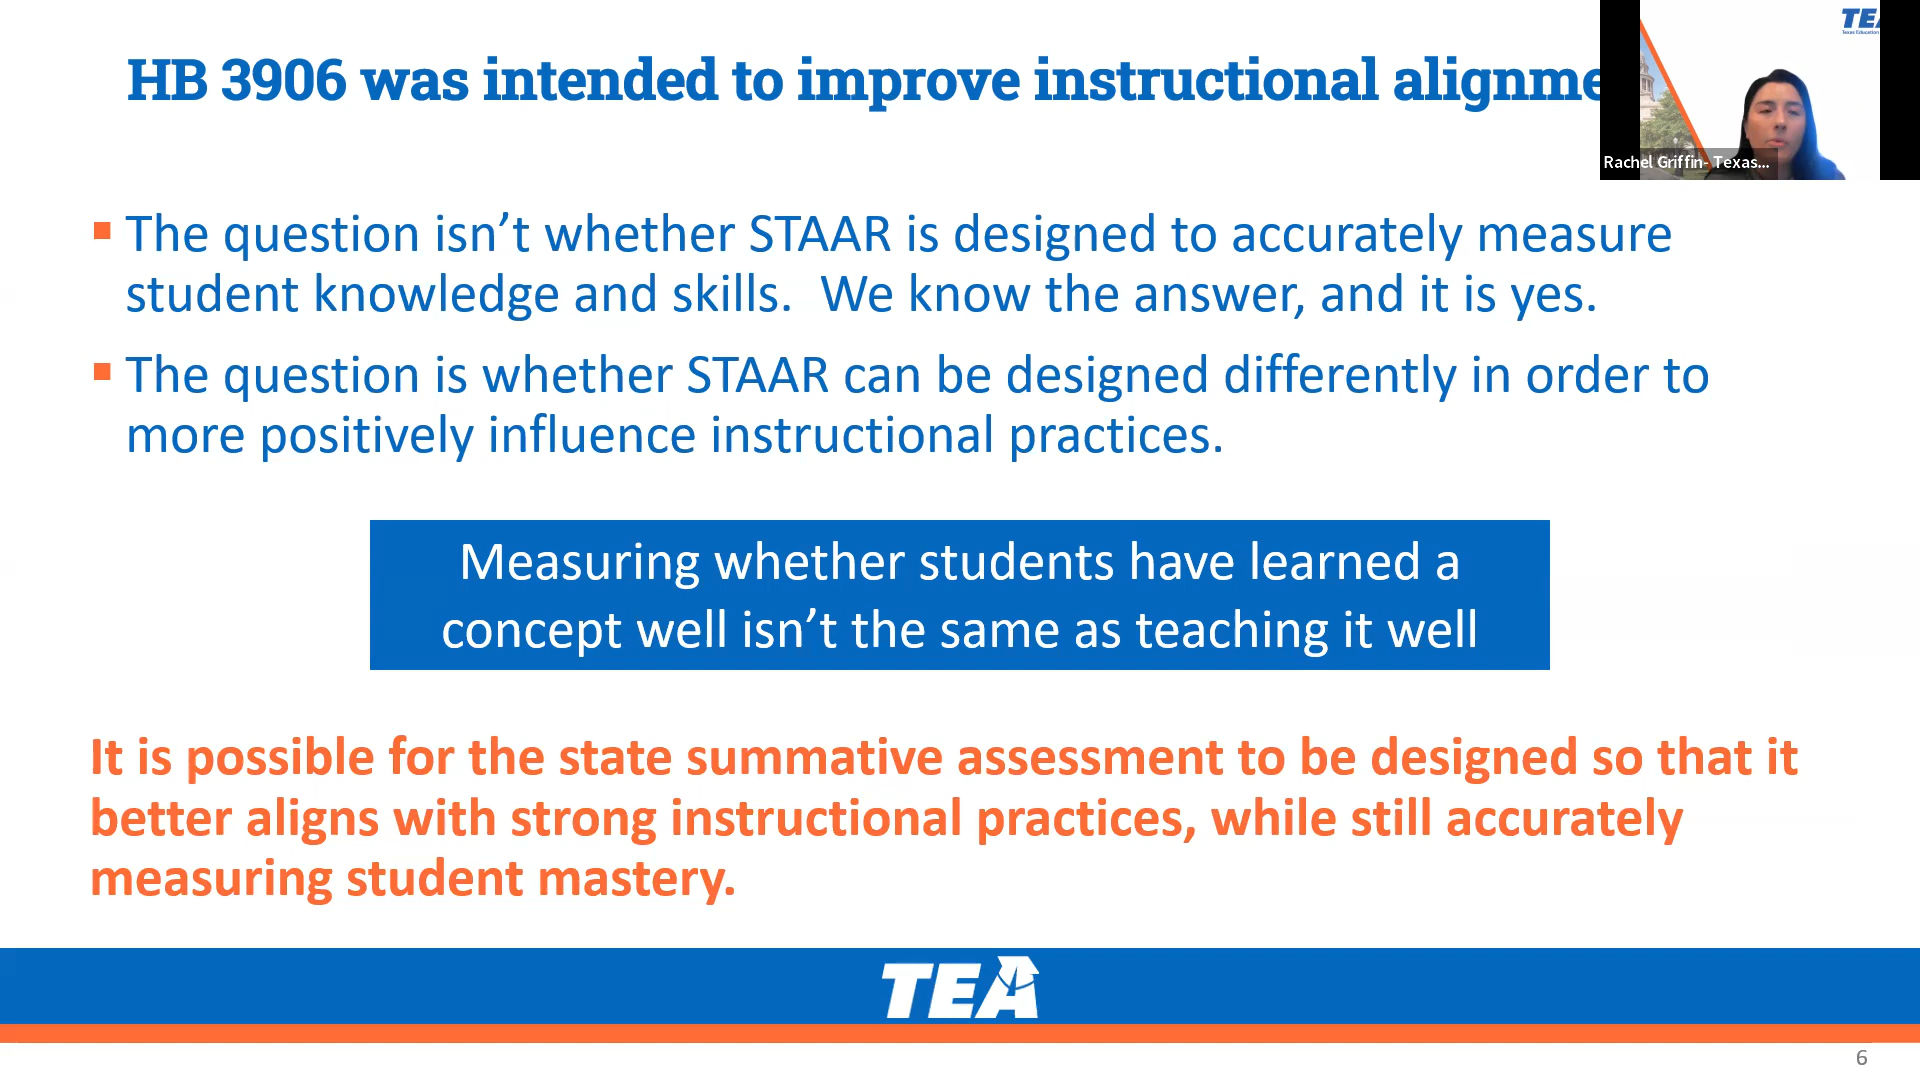 HB 3906 was intended to improve instructional alignme
TE
Rachel Griffin- Texas...
The question isn’t whether STAAR is designed to accurately measure
student knowledge and skills.  We know the answer, and it is yes.
The question is whether STAAR can be designed differently in order to
more positively influence instructional practices.
Measuring whether students have learned a
concept well isn’t the same as teaching it well
It is possible for the state summative assessment to be designed so that it
better aligns with strong instructional practices, while still accurately
measuring student mastery.
TEA
6